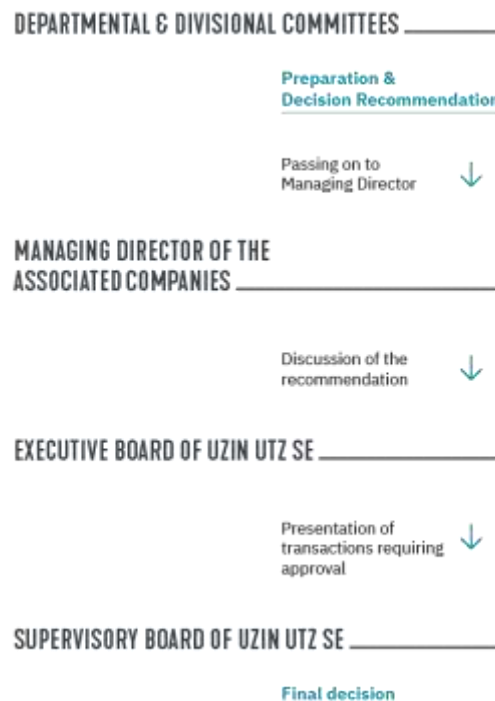 DEPARTMENTAL & DIVISIONAL COMMITTEES
Preparation &
Decision Recommendation
Passing on to
Managing Director
MANAGING DIRECTOR OF THE
ASSOCIATED COMPANIES
Discussion of the
recommendation
EXECUTIVE BOARD OF UZIN UTZ SE
Presentation of
transactions requiring
approval
SUPERVISORY BOARD OF UZIN UTZ SE
Final decision